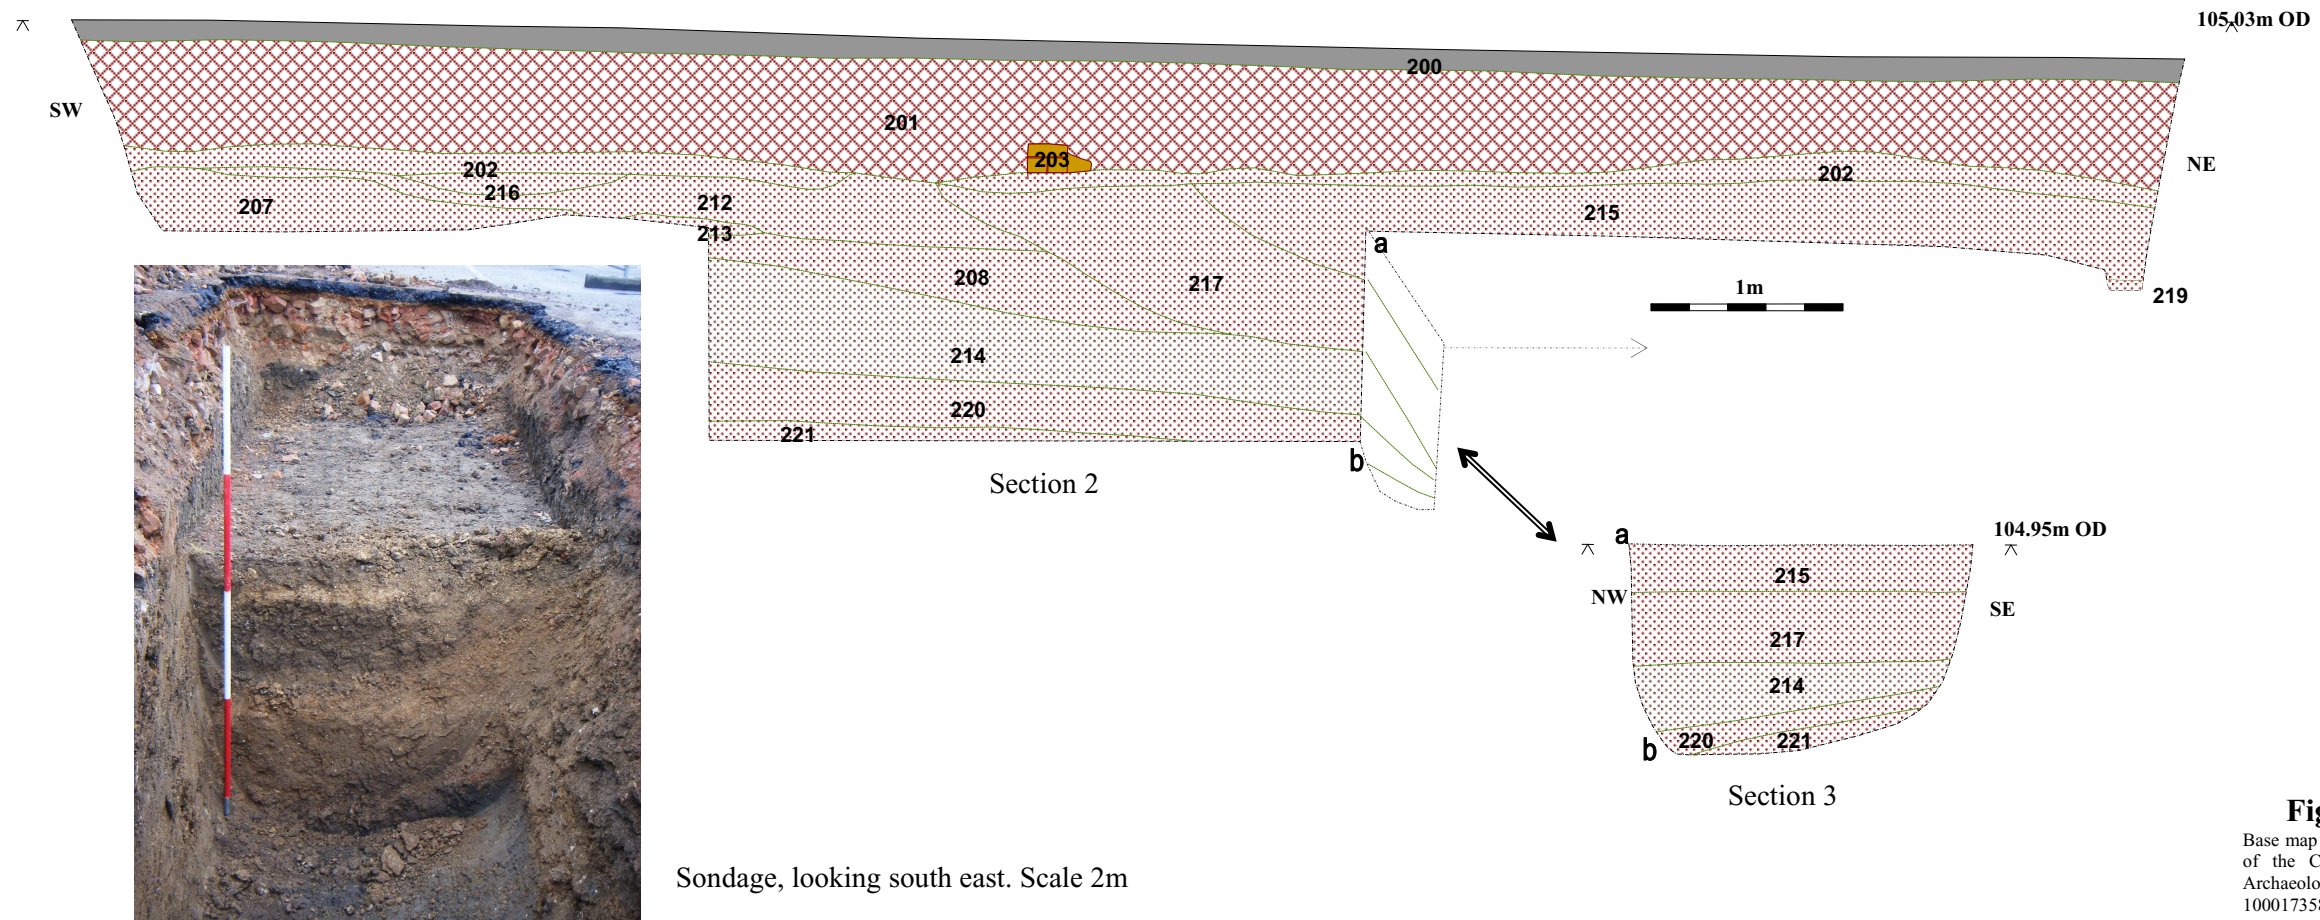 105.03m OD
200
SW
201
203
NE
202
202
216
207
212
215
213
a
208
217
1m
219
214
220
221
b
Section 2
104.95m OD
a
215
NW
SE
217
214
220
221
b
Section 3
Sondage, looking south east. Scale 2m
Base map
of the
Archaeolo
100017358